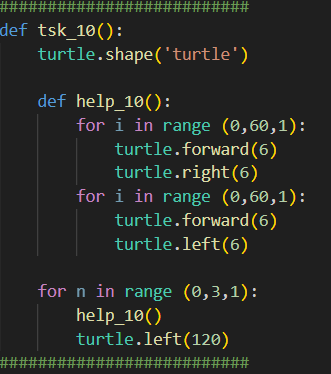 ##########################
def tsk_10():
    turtle.shape('turtle')
    def help_10():
        for i in range (0,60,1):
            turtle.forward(6)
            turtle.right(6)
        for i in range (0,60,1):
            turtle.forward(6)
            turtle.left(6)
    for n in range (0,3,1):
        help_10()
        turtle.left(120)
##########################